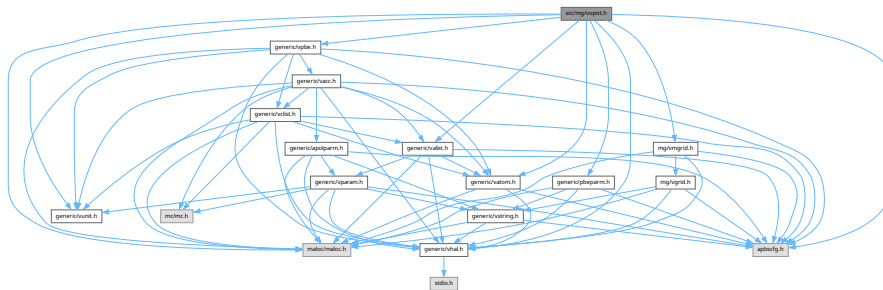 src/mg/vopot.h
generic/vpbe.h
generic/vacc.h
generic/vclist.h
generic/apolparm.h
generic/valist.h
mg/vmgrid.h
generic/vparam.h
generic/vatom.h
generic/pbeparm.h
mg/vgrid.h
generic/vunit.h
mc/mc.h
generic/vstring.h
maloc/maloc.h
generic/vhal.h
apbscfg.h
stdio.h